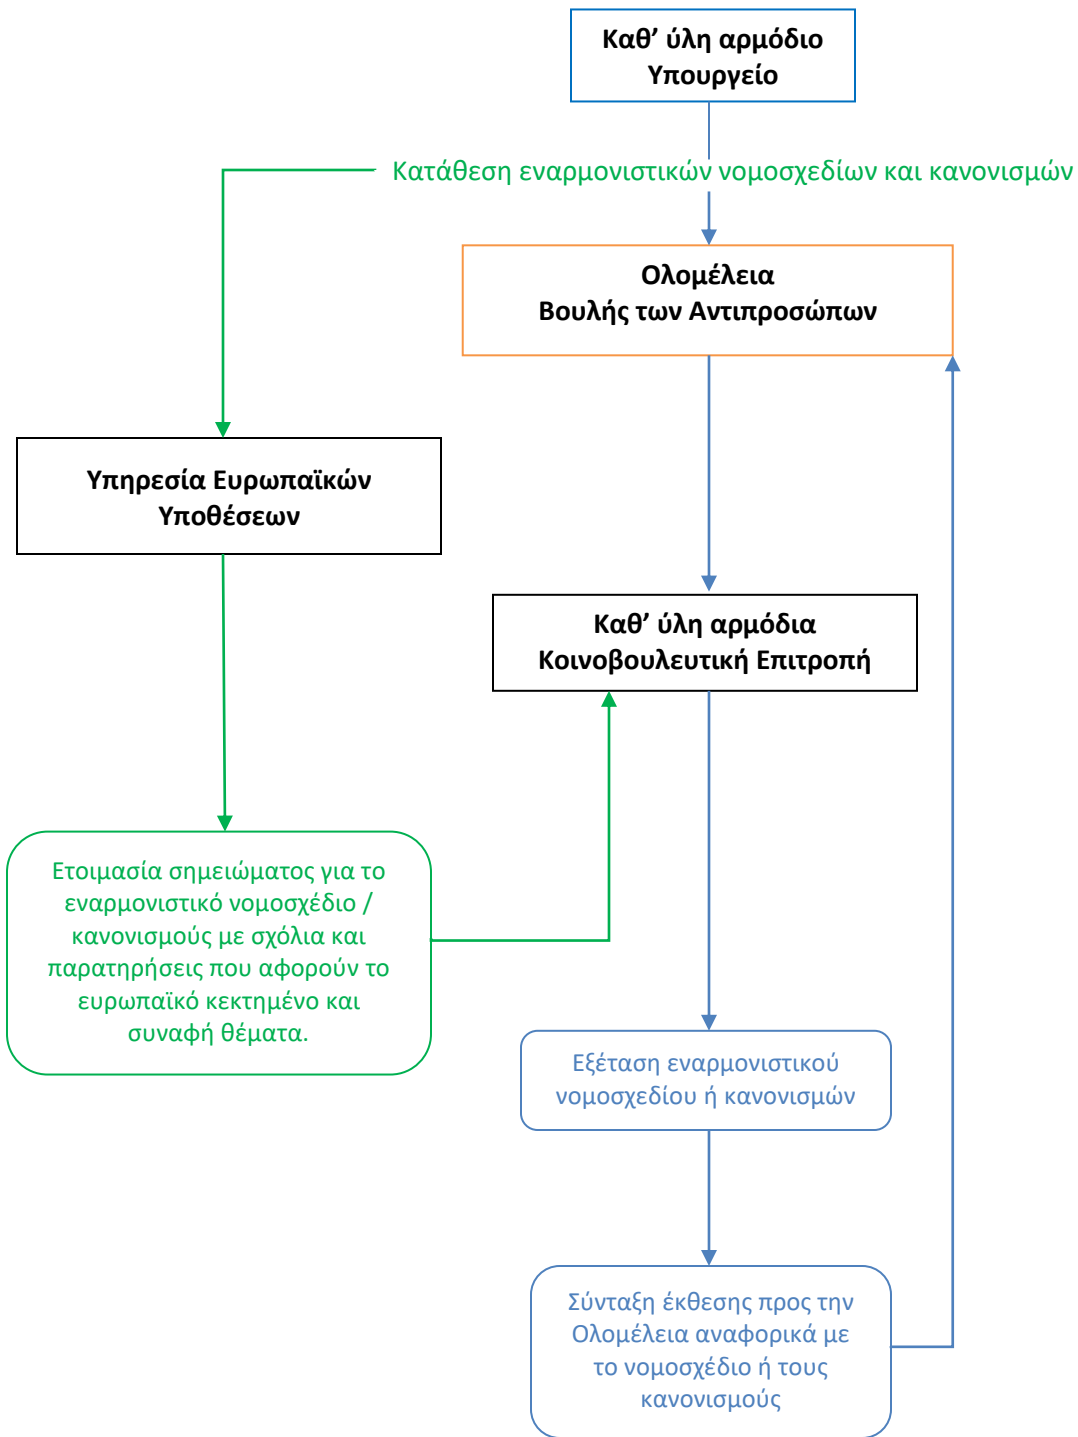 Καθ’ ύλη αρμόδιο
Υπουργείο
Κατάθεση εναρμονιστικών νομοσχεδίων και κανονισμών
Ολομέλεια
Βουλής των Αντιπροσώπων
Υπηρεσία Ευρωπαϊκών
Υποθέσεων
Καθ’ ύλη αρμόδια
Κοινοβουλευτική Επιτροπή
Ετοιμασία σημειώματος για το
εναρμονιστικό νομοσχέδιο /
κανονισμούς με σχόλια και
παρατηρήσεις που αφορούν το
ευρωπαϊκό κεκτημένο και
συναφή θέματα.
Εξέταση εναρμονιστικού
νομοσχεδίου ή κανονισμών
Σύνταξη έκθεσης προς την
Ολομέλεια αναφορικά με
το νομοσχέδιο ή τους
κανονισμούς